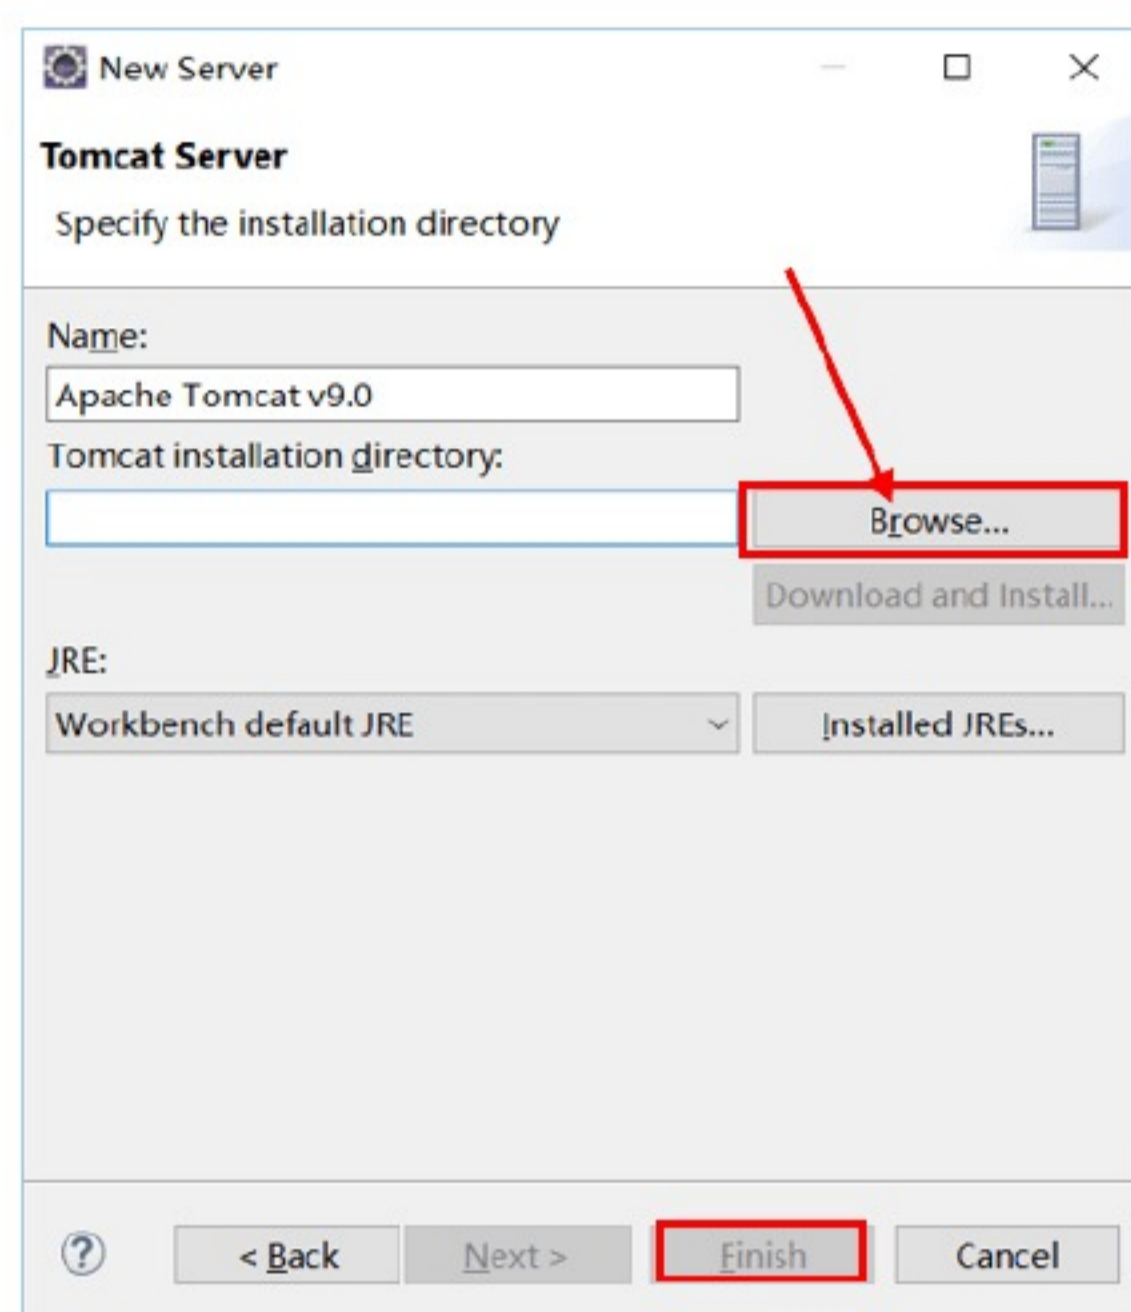 New Server
Tomcat Server
Specify the installation directory
Name:
Apache Tomcat v9.0
Tomcat installation directory:
Browse...
Download and Install...
JRE:
Workbench default JRE
Installed JREs...
?
< Back
Next >
Finish
Cancel